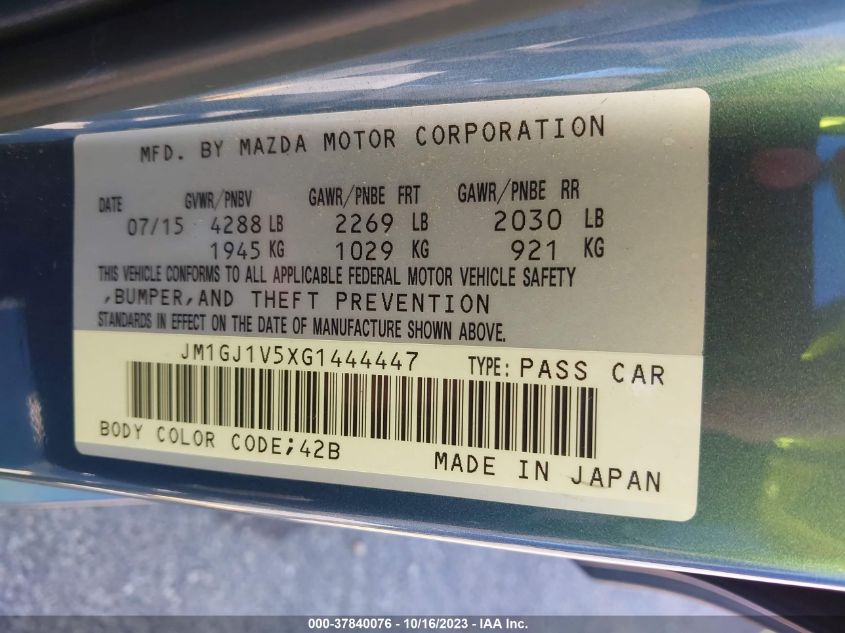 MFD. BY MAZDA MOTOR CORPORATION
DATE GVWR/PNBV GAWR/PNBE FRT GAWR/PNBE RR
07/15 4288 LB 2269 LB 2030 LB
1945 KG 1029 KG 921 KG
THIS VEHICLE CONFORMS TO ALL APPLICABLE FEDERAL MOTOR VEHICLE SAFETY
,BUMPER,AND THEFT PREVENTION
STANDARDS IN EFFECT ON THE DATE OF MANUFACTURE SHOWN ABOVE.
JM1GJ1V5XG1444447 TYPE: PASS CAR
BODY COLOR CODE;42B
MADE IN JAPAN
000-37840076 - 10/16/2023 - IAA Inc.